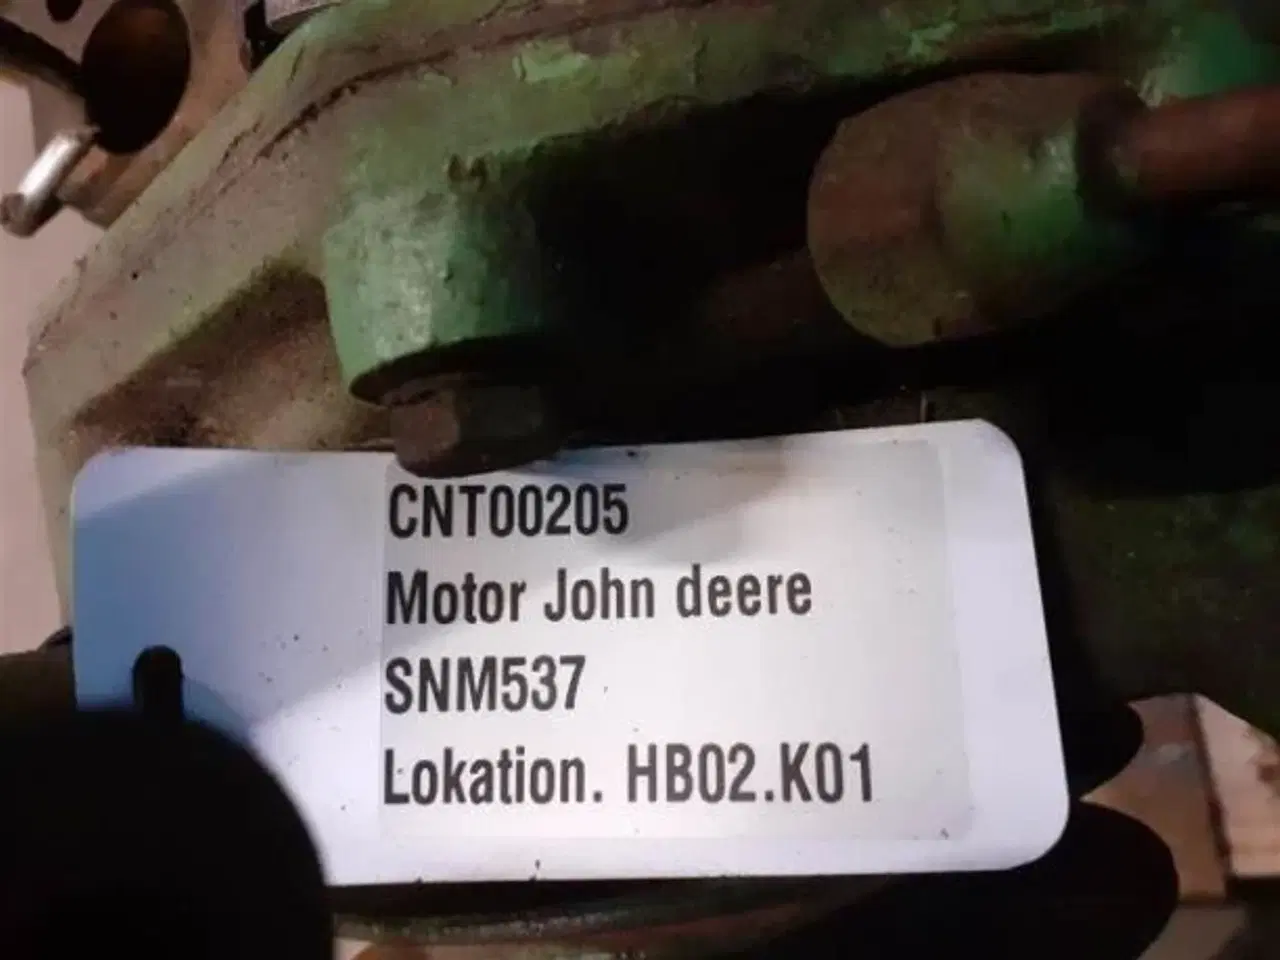 CNT00205
Motor John deere
SNM537
Lokation. HB02.K01